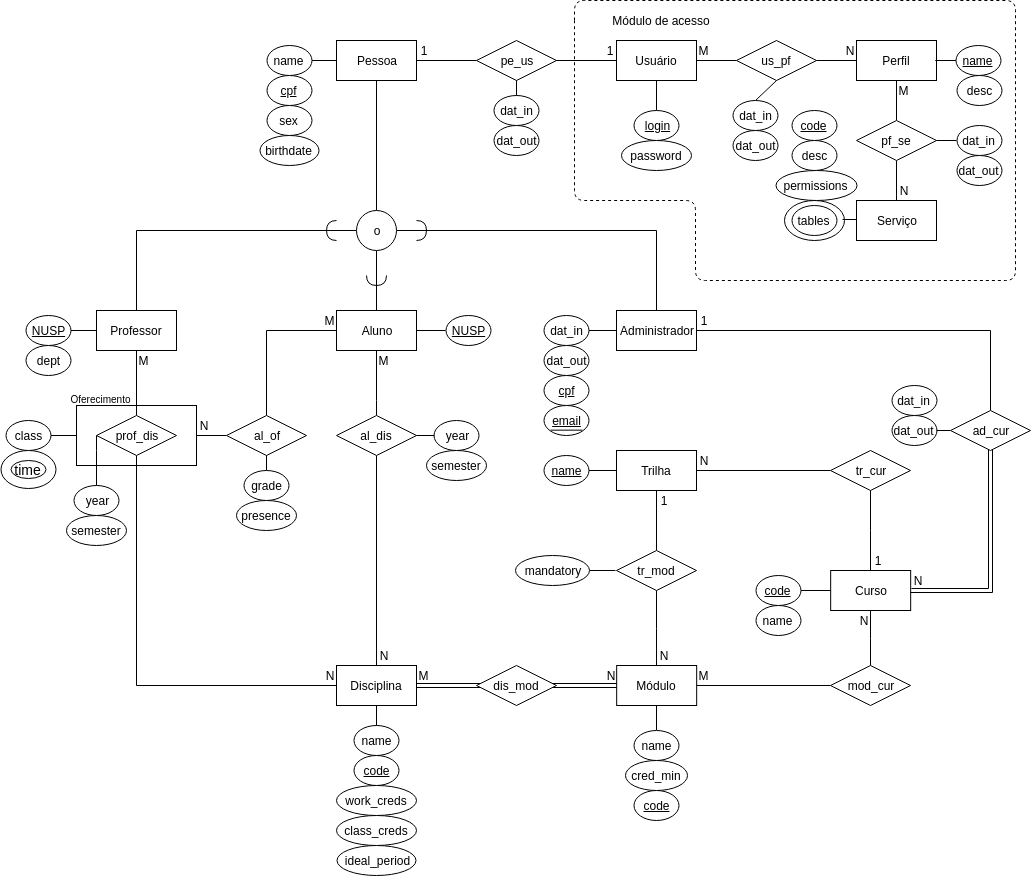 Módulo de acesso
name
Pessoa
1
pe_us
1
Usuário
M
us_pf
N
Perfil
name
cpf
sex
birthdate
dat_in
dat_out
login
password
dat_in
dat_out
desc
M
code
desc
permissions
tables
pf_se
dat_in
dat_out
N
Serviço
o
NUSP
Professor
dept
M
M
Aluno
NUSP
M
dat_in
Administrador
1
dat_out
cpf
email
Oferecimento
class
time
prof_dis
N
al_of
al_dis
year
semester
year
semester
grade
presence
dat_in
dat_out
ad_cur
name
Trilha
N
tr_cur
1
1
mandatory
tr_mod
code
name
Curso
N
N
N
N
N
Disciplina
M
dis_mod
N
Módulo
M
mod_cur
name
code
work_creds
class_creds
ideal_period
name
cred_min
code